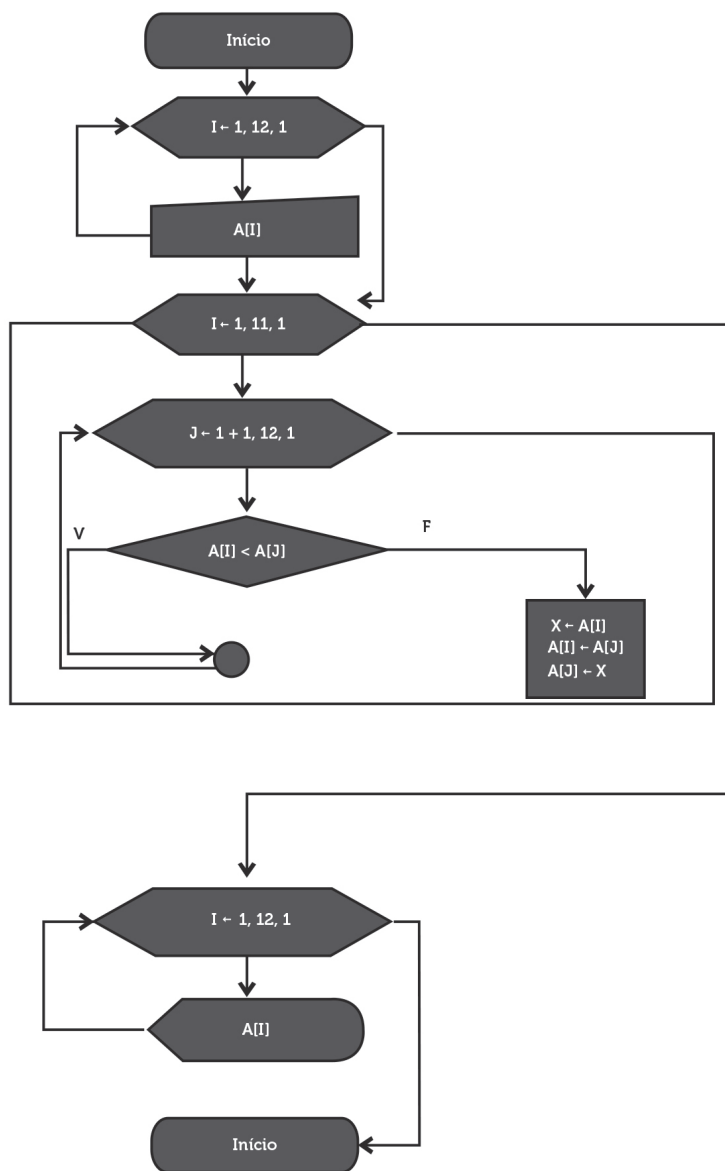 Início
I ← 1, 12, 1
A[I]
I ← 1, 11, 1
J ← 1 + 1, 12, 1
V
F
A[I] < A[J]
X ← A[I]
A[I] ← A[J]
A[J] ← X
I ← 1, 12, 1
A[I]
Início